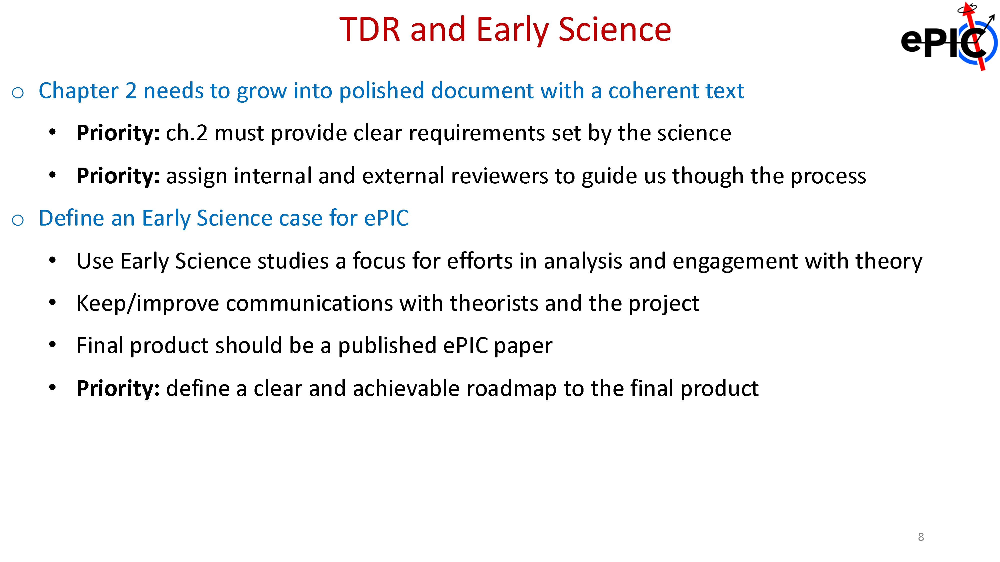 TDR and Early Science
ePIC
o Chapter 2 needs to grow into polished document with a coherent text
• Priority: ch.2 must provide clear requirements set by the science
• Priority: assign internal and external reviewers to guide us though the process
o Define an Early Science case for ePIC
• Use Early Science studies a focus for efforts in analysis and engagement with theory
• Keep/improve communications with theorists and the project
• Final product should be a published ePIC paper
• Priority: define a clear and achievable roadmap to the final product
8